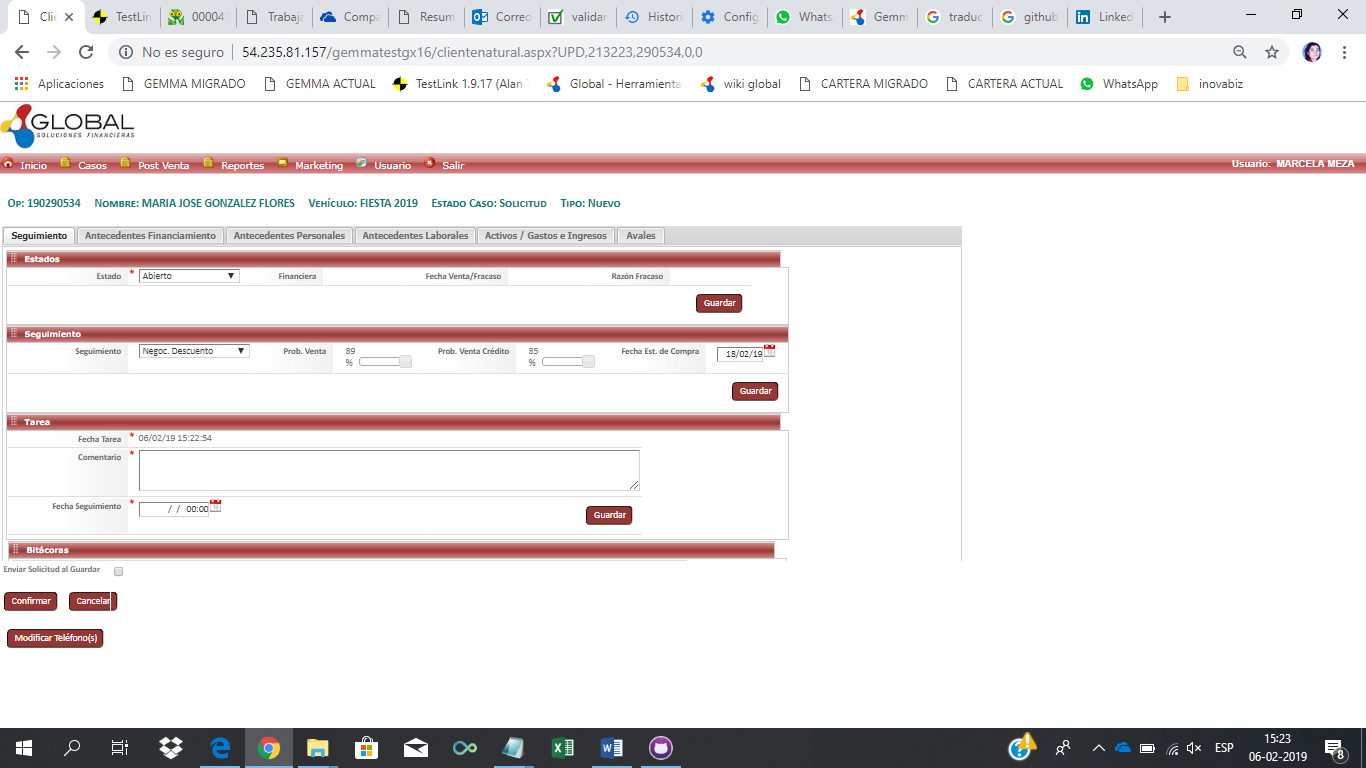 Clie
TestLin
00004
Trabaja
Compa
Resum
Correo
validar
Histori
Config
Whats
Gemm
traduc
github
Linked
No es seguro 54.235.81.157/gemmatestgx16/clientenatural.aspx?UPD,213223,290534,0,0
Aplicaciones GEMMA MIGRADO GEMMA ACTUAL TestLink 1.9.17 (Alan Global - Herramienta wiki global CARTERA MIGRADO CARTERA ACTUAL WhatsApp inovabiz
GLOBAL
SOLUCIONES FINANCIERAS
Inicio Casos Post Venta Reportes Marketing Usuario Salir Usuario: MARCELA MEZA
Op: 190290534 Nombre: MARIA JOSE GONZALEZ FLORES Vehículo: FIESTA 2019 Estado Caso: Solicitud Tipo: Nuevo
Seguimiento Antecedentes Financiamiento Antecedentes Personales Antecedentes Laborales Activos / Gastos e Ingresos Avales
Estados
Estado * Abierto Financiera Fecha Venta/Fracaso Razón Fracaso
Guardar
Seguimiento
Seguimiento Negoc. Descuento Prob. Venta 89 % Prob. Venta Crédito 85 % Fecha Est. de Compra 18/02/19
Guardar
Tarea
Fecha Tarea * 06/02/19 15:22:54
Comentario *
Fecha Seguimiento * / / 00:00
Guardar
Bitácoras
Enviar Solicitud al Guardar
Confirmar Cancelar
Modificar Teléfono(s)
ESP
15:23
06-02-2019
8